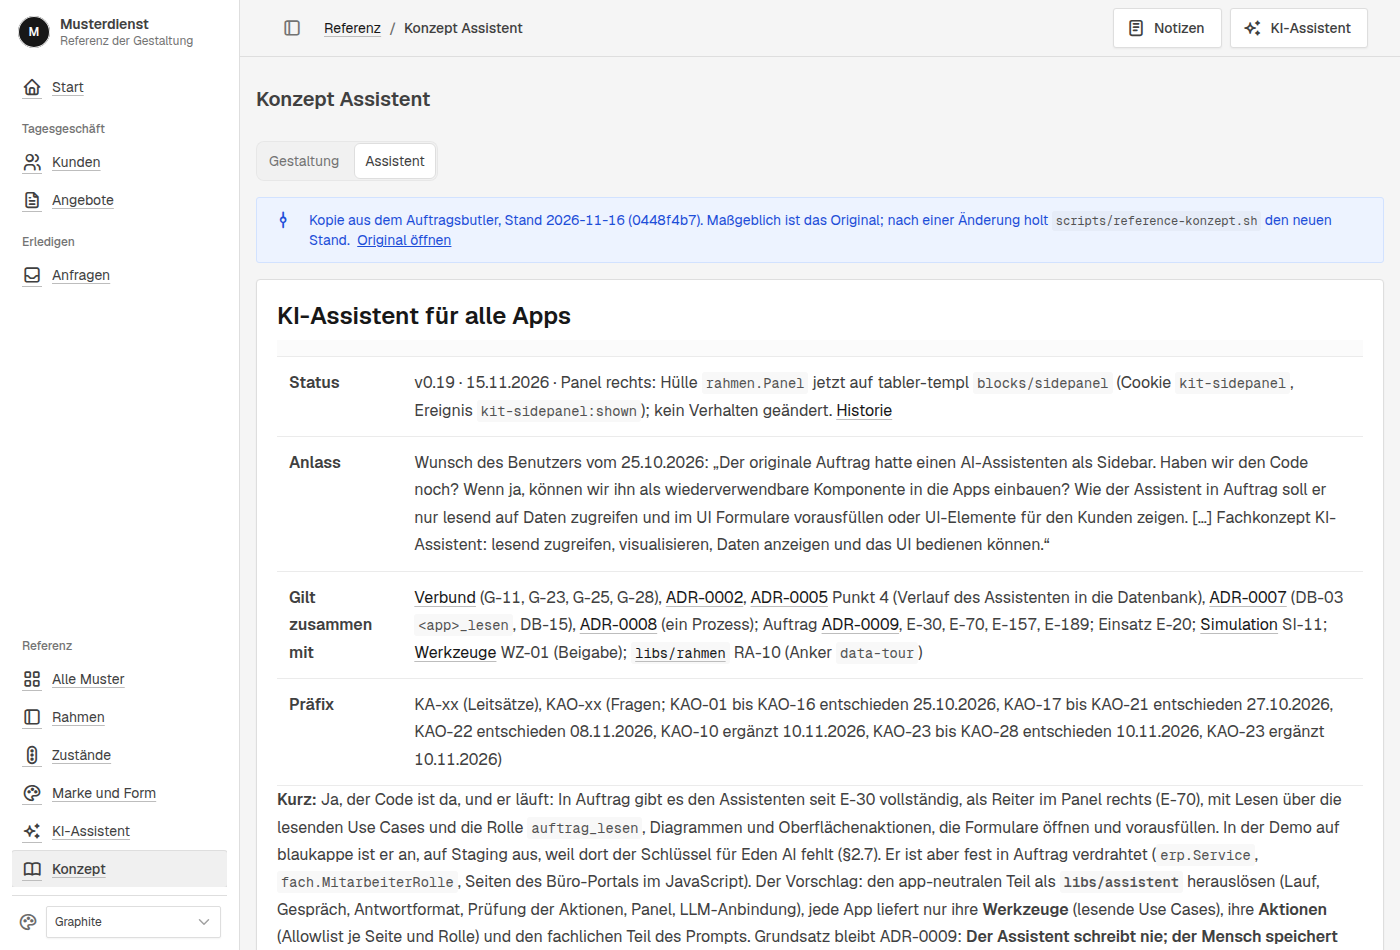 M
Musterdienst
Referenz der Gestaltung
Start
Tagesgeschäft
Kunden
Angebote
Erledigen
Anfragen
Referenz
Alle Muster
Rahmen
Zustände
Marke und Form
KI-Assistent
Konzept
Graphite
Referenz / Konzept Assistent
Notizen
KI-Assistent
Konzept Assistent
Gestaltung
Assistent
Kopie aus dem Auftragsbutler, Stand 2026-11-16 (0448f4b7). Maßgeblich ist das Original; nach einer Änderung holt scripts/reference-konzept.sh den neuen
Stand. Original öffnen
KI-Assistent für alle Apps
Status
v0.19 · 15.11.2026 · Panel rechts: Hülle rahmen.Panel jetzt auf tabler-templ blocks/sidepanel (Cookie kit-sidepanel,
Ereignis kit-sidepanel:shown); kein Verhalten geändert. Historie
Anlass
Wunsch des Benutzers vom 25.10.2026: „Der originale Auftrag hatte einen AI-Assistenten als Sidebar. Haben wir den Code
noch? Wenn ja, können wir ihn als wiederverwendbare Komponente in die Apps einbauen? Wie der Assistent in Auftrag soll er
nur lesend auf Daten zugreifen und im UI Formulare vorausfüllen oder UI-Elemente für den Kunden zeigen. […] Fachkonzept KI-
Assistent: lesend zugreifen, visualisieren, Daten anzeigen und das UI bedienen können.“
Gilt
zusammen
mit
Verbund (G-11, G-23, G-25, G-28), ADR-0002, ADR-0005 Punkt 4 (Verlauf des Assistenten in die Datenbank), ADR-0007 (DB-03
<app>_lesen, DB-15), ADR-0008 (ein Prozess); Auftrag ADR-0009, E-30, E-70, E-157, E-189; Einsatz E-20; Simulation SI-11;
Werkzeuge WZ-01 (Beigabe); libs/rahmen RA-10 (Anker data-tour)
Präfix
KA-xx (Leitsätze), KAO-xx (Fragen; KAO-01 bis KAO-16 entschieden 25.10.2026, KAO-17 bis KAO-21 entschieden 27.10.2026,
KAO-22 entschieden 08.11.2026, KAO-10 ergänzt 10.11.2026, KAO-23 bis KAO-28 entschieden 10.11.2026, KAO-23 ergänzt
10.11.2026)
Kurz: Ja, der Code ist da, und er läuft: In Auftrag gibt es den Assistenten seit E-30 vollständig, als Reiter im Panel rechts (E-70), mit Lesen über die
lesenden Use Cases und die Rolle auftrag_lesen, Diagrammen und Oberflächenaktionen, die Formulare öffnen und vorausfüllen. In der Demo auf
blaukappe ist er an, auf Staging aus, weil dort der Schlüssel für Eden AI fehlt (§2.7). Er ist aber fest in Auftrag verdrahtet (erp.Service,
fach.MitarbeiterRolle, Seiten des Büro-Portals im JavaScript). Der Vorschlag: den app-neutralen Teil als libs/assistent herauslösen (Lauf,
Gespräch, Antwortformat, Prüfung der Aktionen, Panel, LLM-Anbindung), jede App liefert nur ihre Werkzeuge (lesende Use Cases), ihre Aktionen
(Allowlist je Seite und Rolle) und den fachlichen Teil des Prompts. Grundsatz bleibt ADR-0009: Der Assistent schreibt nie; der Mensch speichert